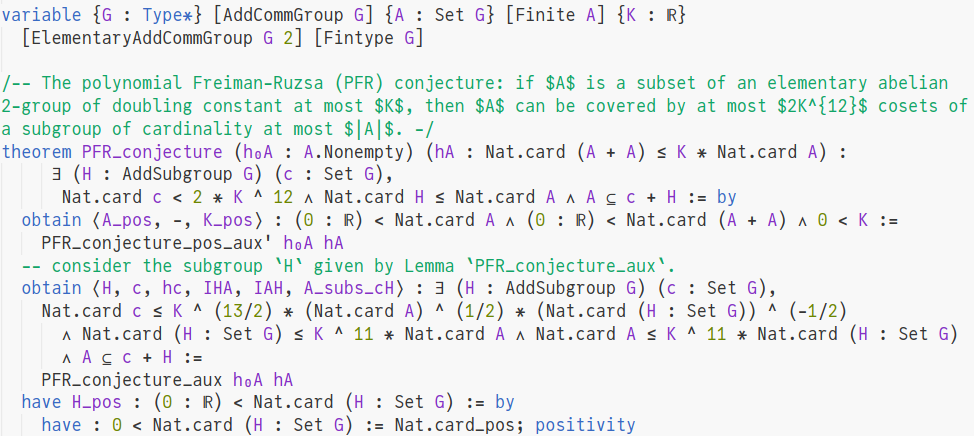 variable {G : Type*} [AddCommGroup G] {A : Set G} [Finite A] {K : ℝ}
[ElementaryAddCommGroup G 2] [Fintype G]
/-- The polynomial Freiman-Ruzsa (PFR) conjecture: if $A$ is a subset of an elementary abelian
2-group of doubling constant at most $K$, then $A$ can be covered by at most $2K^{12}$ cosets of
a subgroup of cardinality at most $|A|$. -/
theorem PFR_conjecture (h₀A : A.Nonempty) (hA : Nat.card (A + A) ≤ K * Nat.card A) :
∃ (H : AddSubgroup G) (c : Set G),
Nat.card c < 2 * K ^ 12 ∧ Nat.card H ≤ Nat.card A ∧ A ⊆ c + H := by
obtain ⟨A_pos, -, K_pos⟩ : (0 : ℝ) < Nat.card A ∧ (0 : ℝ) < Nat.card (A + A) ∧ 0 < K :=
PFR_conjecture_pos_aux' h₀A hA
-- consider the subgroup `H` given by Lemma `PFR_conjecture_aux`.
obtain ⟨H, c, hc, IHA, IAH, A_subs_cH⟩ : ∃ (H : AddSubgroup G) (c : Set G),
Nat.card c ≤ K ^ (13/2) * (Nat.card A) ^ (1/2) * (Nat.card (H : Set G)) ^ (-1/2)
∧ Nat.card (H : Set G) ≤ K ^ 11 * Nat.card A ∧ Nat.card A ≤ K ^ 11 * Nat.card (H : Set G)
∧ A ⊆ c + H :=
PFR_conjecture_aux h₀A hA
have H_pos : (0 : ℝ) < Nat.card (H : Set G) := by
have : 0 < Nat.card (H : Set G) := Nat.card_pos; positivity